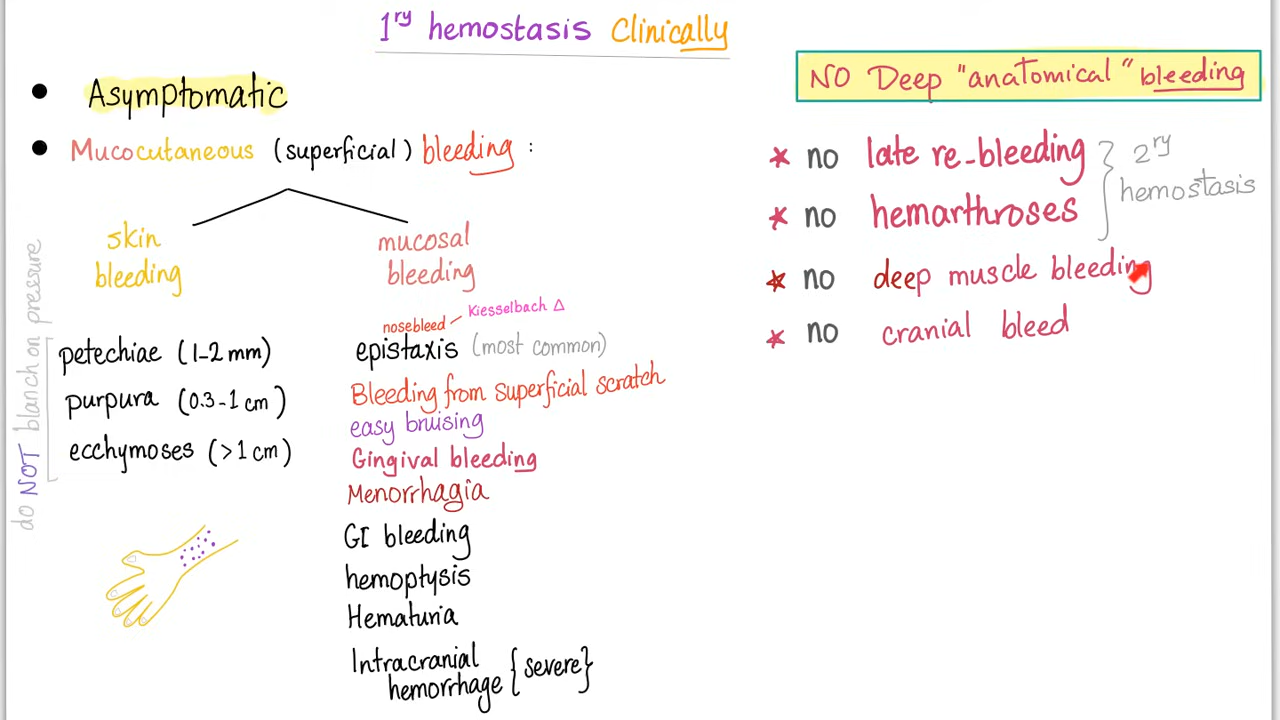 1ry hemostasis Clinically
• Asymptomatic
• Mucocutaneous (superficial) bleeding :
skin
bleeding
do NOT blanch on pressure
petechiae (1-2 mm)
purpura (0.3-1 cm)
ecchymoses (>1 cm)
mucosal
bleeding
nosebleed – Kiesselbach Δ
epistaxis (most common)
Bleeding from superficial scratch
easy bruising
Gingival bleeding
Menorrhagia
GI bleeding
hemoptysis
Hematuria
Intracranial
hemorrhage {severe}
NO Deep "anatomical" bleeding
* no late re-bleeding
* no hemarthroses
2ry
hemostasis
* no deep muscle bleeding
* no cranial bleed